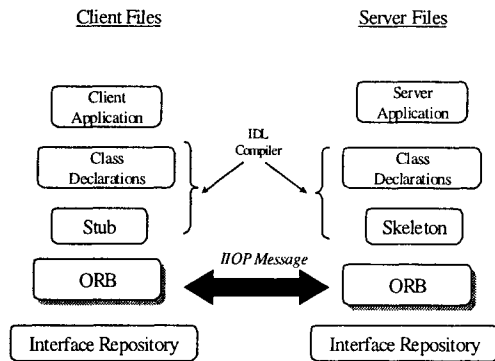 Client Files
Server Files
Client
Application
Server
Application
IDL
Compiler
Class
Declarations
Class
Declarations
Stub
Skeleton
IIOP Message
ORB
ORB
Interface Repository
Interface Repository